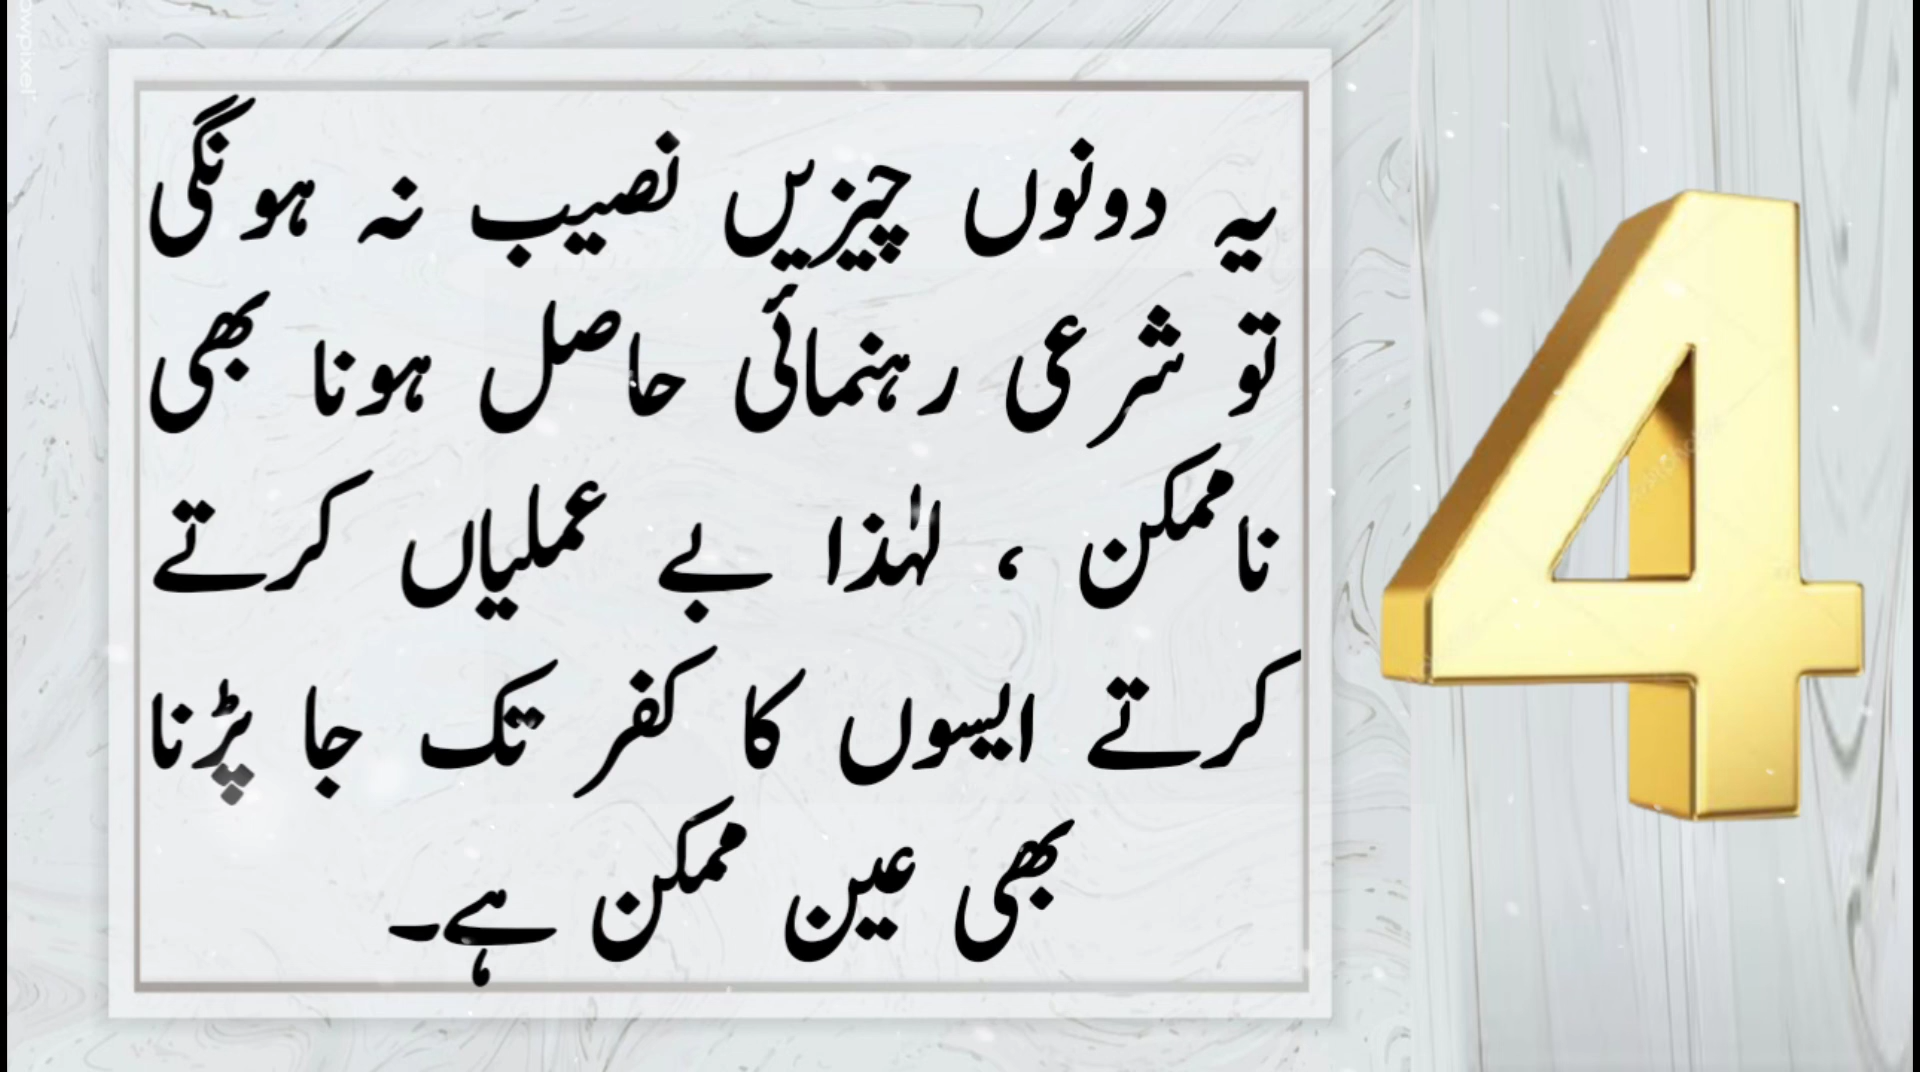 یہ دونوں چیزیں نصیب نہ ہونگی
تو شرعی رہنمائی حاصل ہونا بھی
ناممکن ، لہٰذا بے عملیاں کرتے
کرتے ایسوں کا کفر تک جا پڑنا
بھی عین ممکن ہے۔
4